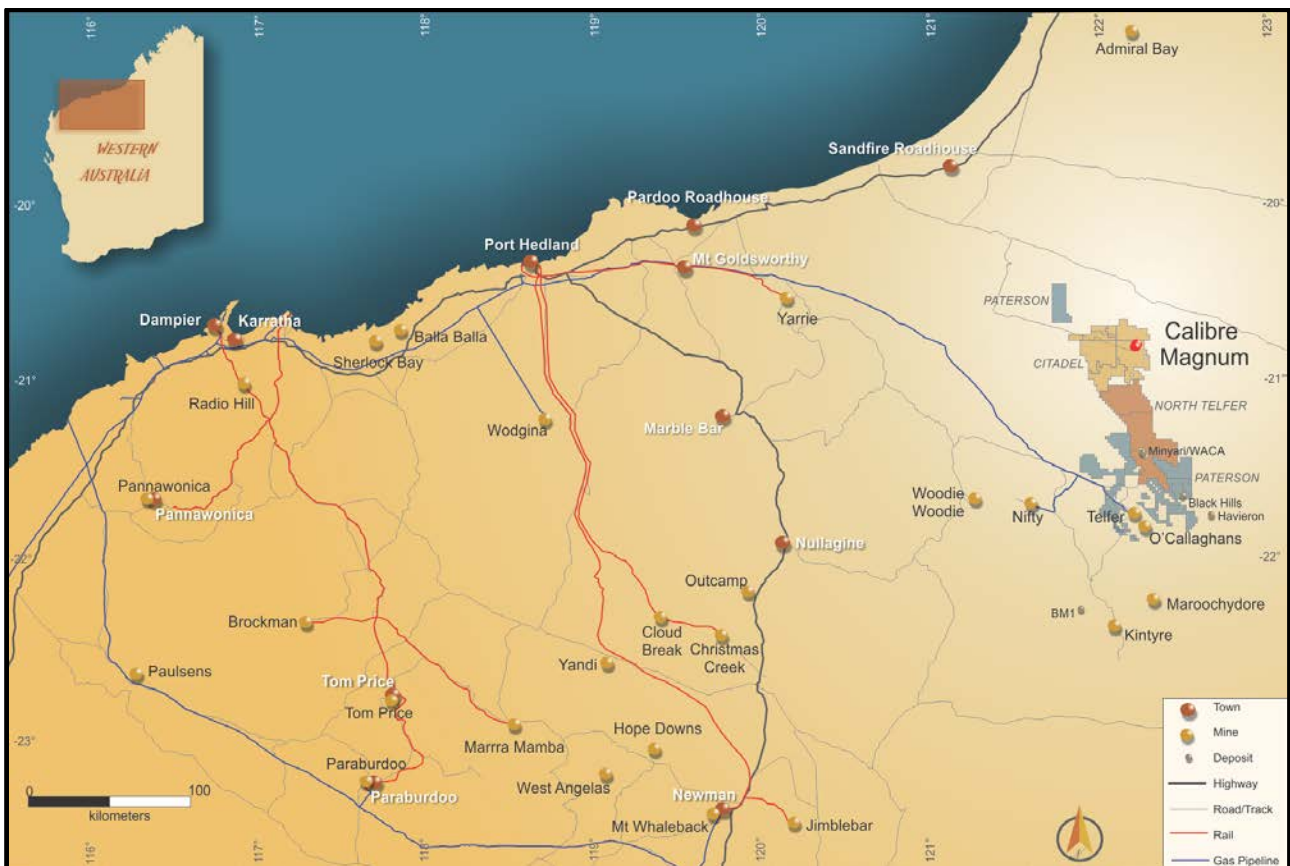 116
117
118
119
120
121
122
123
Admiral Bay
WESTERN
AUSTRALIA
Sandfire Roadhouse
-20°
Pardoo Roadhouse
-20°
Port Hedland
Mt Goldsworthy
PATERSON
Dampier
Karratha
Balla Balla
Yarrie
Calibre
Magnum
Sherlock Bay
CITADEL
-21°
-21°
Radio Hill
NORTH TELFER
Wodgina
Marble Bar
Minyari/WACA
PATERSON
Pannawonica
Pannawonica
Woodie
Woodie
Nifty
Telfer
Black Hills
Havieron
O'Callaghans
Nullagine
-22°
-22°
Outcamp
Maroochydore
BM1
Kintyre
Brockman
Cloud
Break
Christmas
Creek
Yandi
Paulsens
Tom Price
Tom Price
Hope Downs
-23°
Marrra Mamba
Paraburdoo
Paraburdoo
West Angelas
Newman
Mt Whaleback
Jimblebar
0
100
kilometers
Town
Mine
Deposit
Highway
Road/Track
Rail
Gas Pipeline
116
117
118
119
120
121
122
123